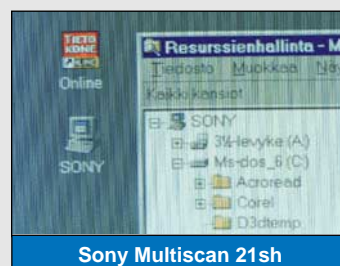 TIETO
KONE
Online
SONY
Resurssienhallinta - M
Tiedosto Muokkaa Näy
Kaikki kansiot
SONY
3½-levyke (A:)
Ms-dos_6 (C:)
Acroread
Corel
D3dtemp
Sony Multiscan 21sh